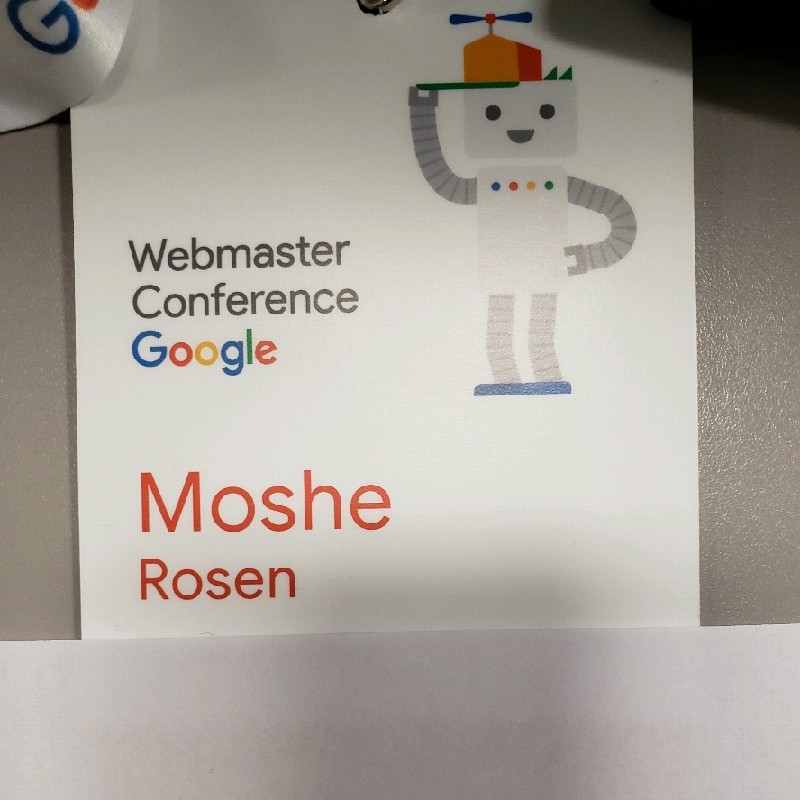 G
Webmaster
Conference
Google
Moshe
Rosen